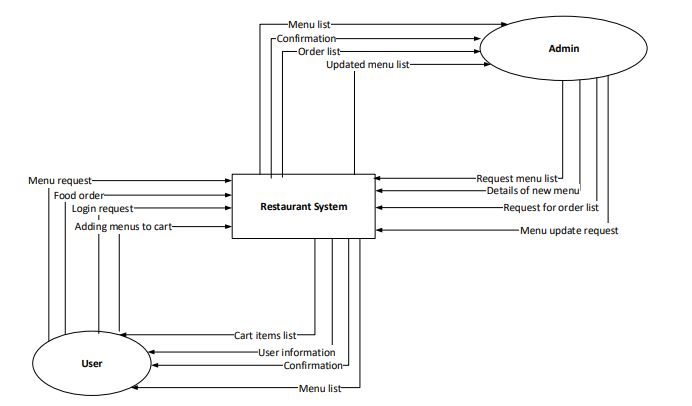 Menu list
Confirmation
Admin
Order list
Updated menu list
Menu request
Request menu list
Details of new menu
Food order
Login request
Restaurant System
Request for order list
Adding menus to cart
Menu update request
Cart items list
User information
User
Confirmation
Menu list